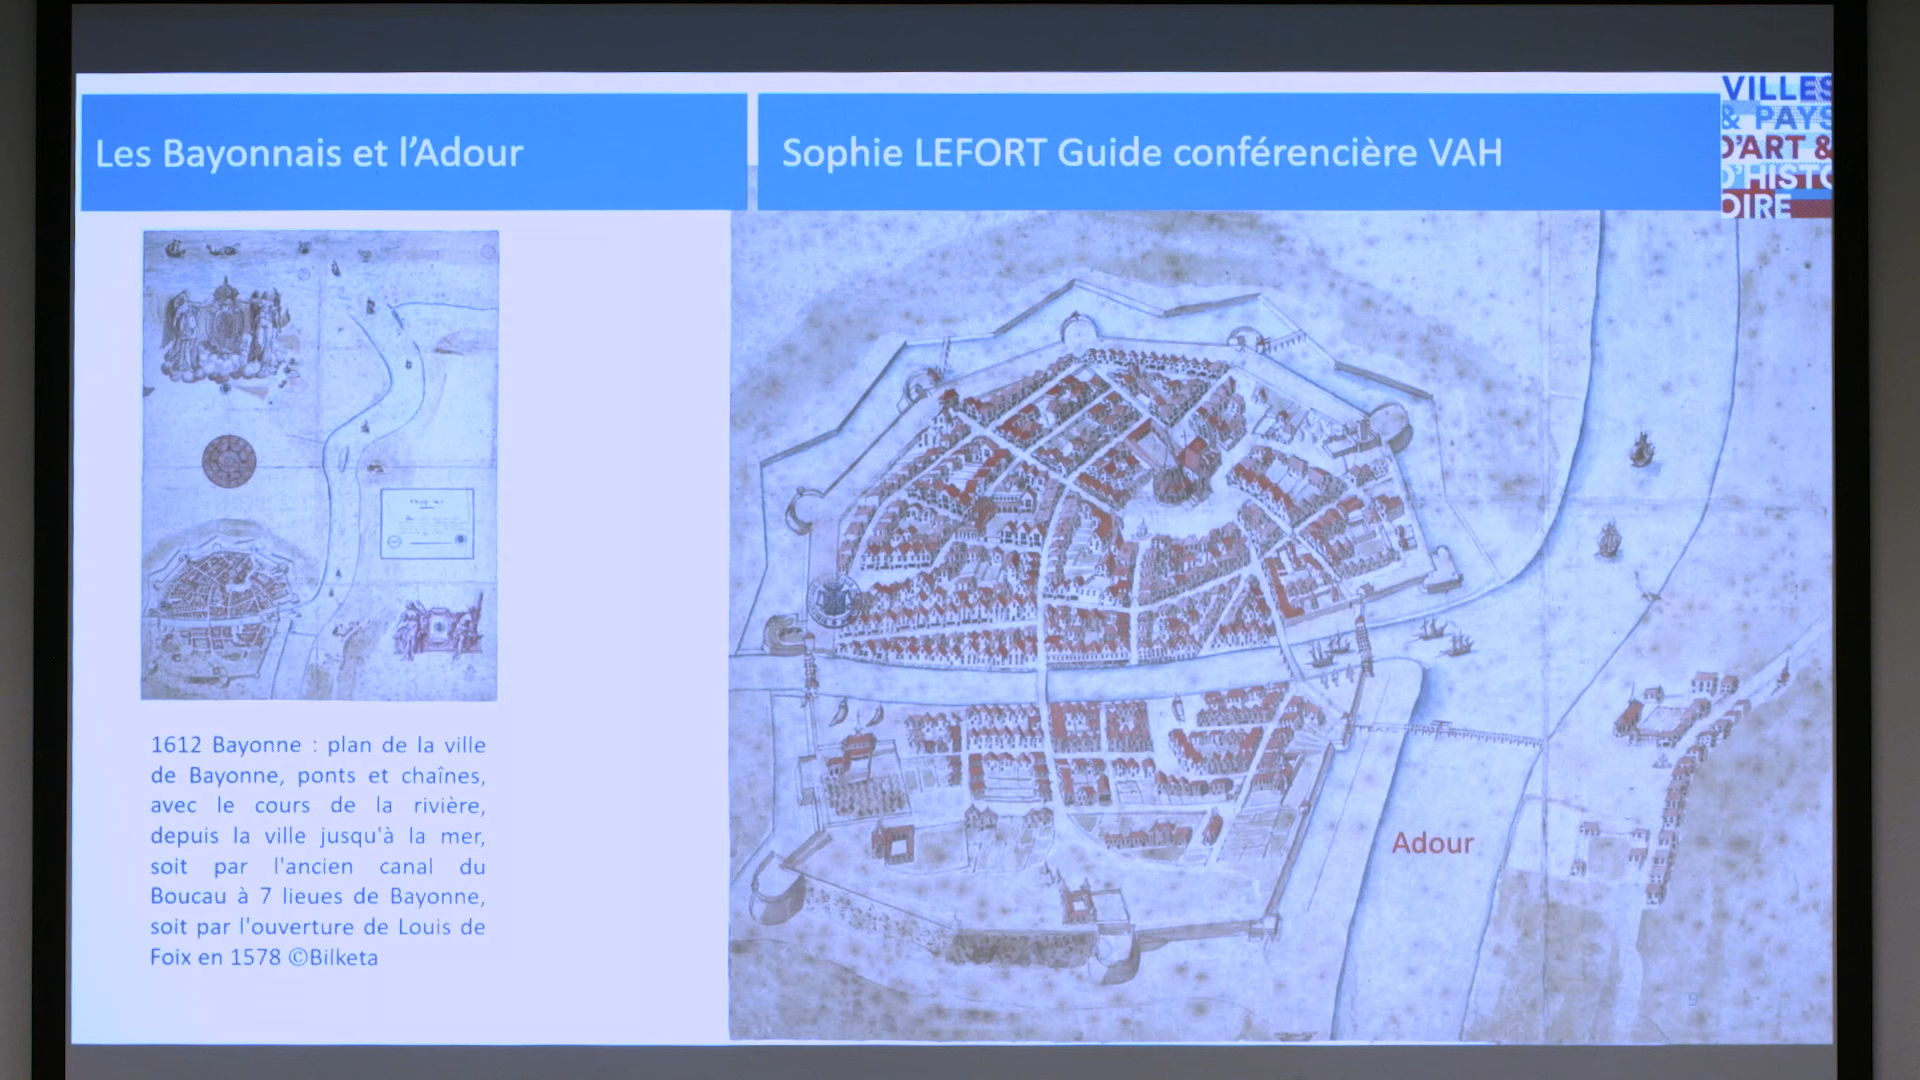 Les Bayonnais et l'Adour
Sophie LEFORT Guide conférencière VAH
VILLES
& PAYS
D'ART &
D'HISTO
OIRE
1612 Bayonne : plan de la ville
de Bayonne, ponts et chaînes,
avec le cours de la rivière,
depuis la ville jusqu'à la mer,
soit par l'ancien canal du
Boucau à 7 lieues de Bayonne,
soit par l'ouverture de Louis de
Foix en 1578 ©Bilketa
Adour
9